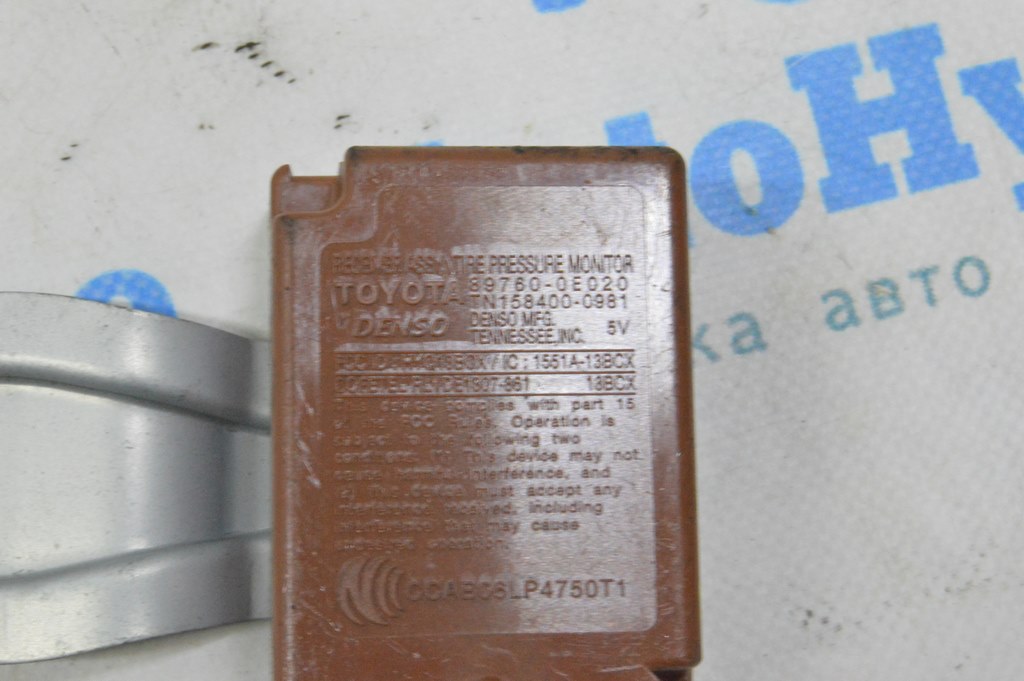 oHy
ка авто
RECEIVER ASSY, TIRE PRESSURE MONITOR
TOYOTA 89760-0E020
TN158400-0981
DENSO DENSO MFG. 5V
TENNESSEE, INC.
IC : 1551A-13BCX
13BCX
This device complies with part 15
of the FCC Rules. Operation is
subject to the following two
conditions: (1) This device may not
cause harmful interference, and
(2) This device must accept any
interference received, including
interference that may cause
undesired operation.
LP4750T1